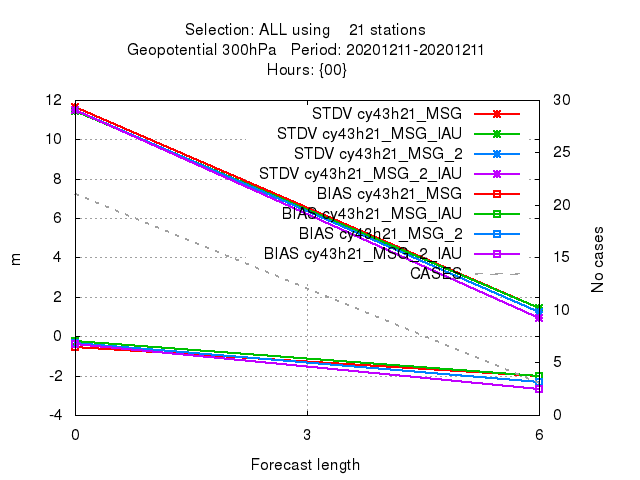 Selection: ALL using 21 stations
Geopotential 300hPa Period: 20201211-20201211
Hours: {00}
12 30
STDV cy43h21_MSG
10 STDV cy43h21_MSG_IAU
25
8 STDV cy43h21_MSG_2
STDV cy43h21_MSG_2_IAU
6 BIAS cy43h21_MSG 20
BIAS cy43h21_MSG_IAU
BIAS cy43h21_MSG_2
4 BIAS cy43h21_MSG_2_IAU 15
m No cases
CASES
2 10
0
-2 5
-4 0
0 3 6
Forecast length